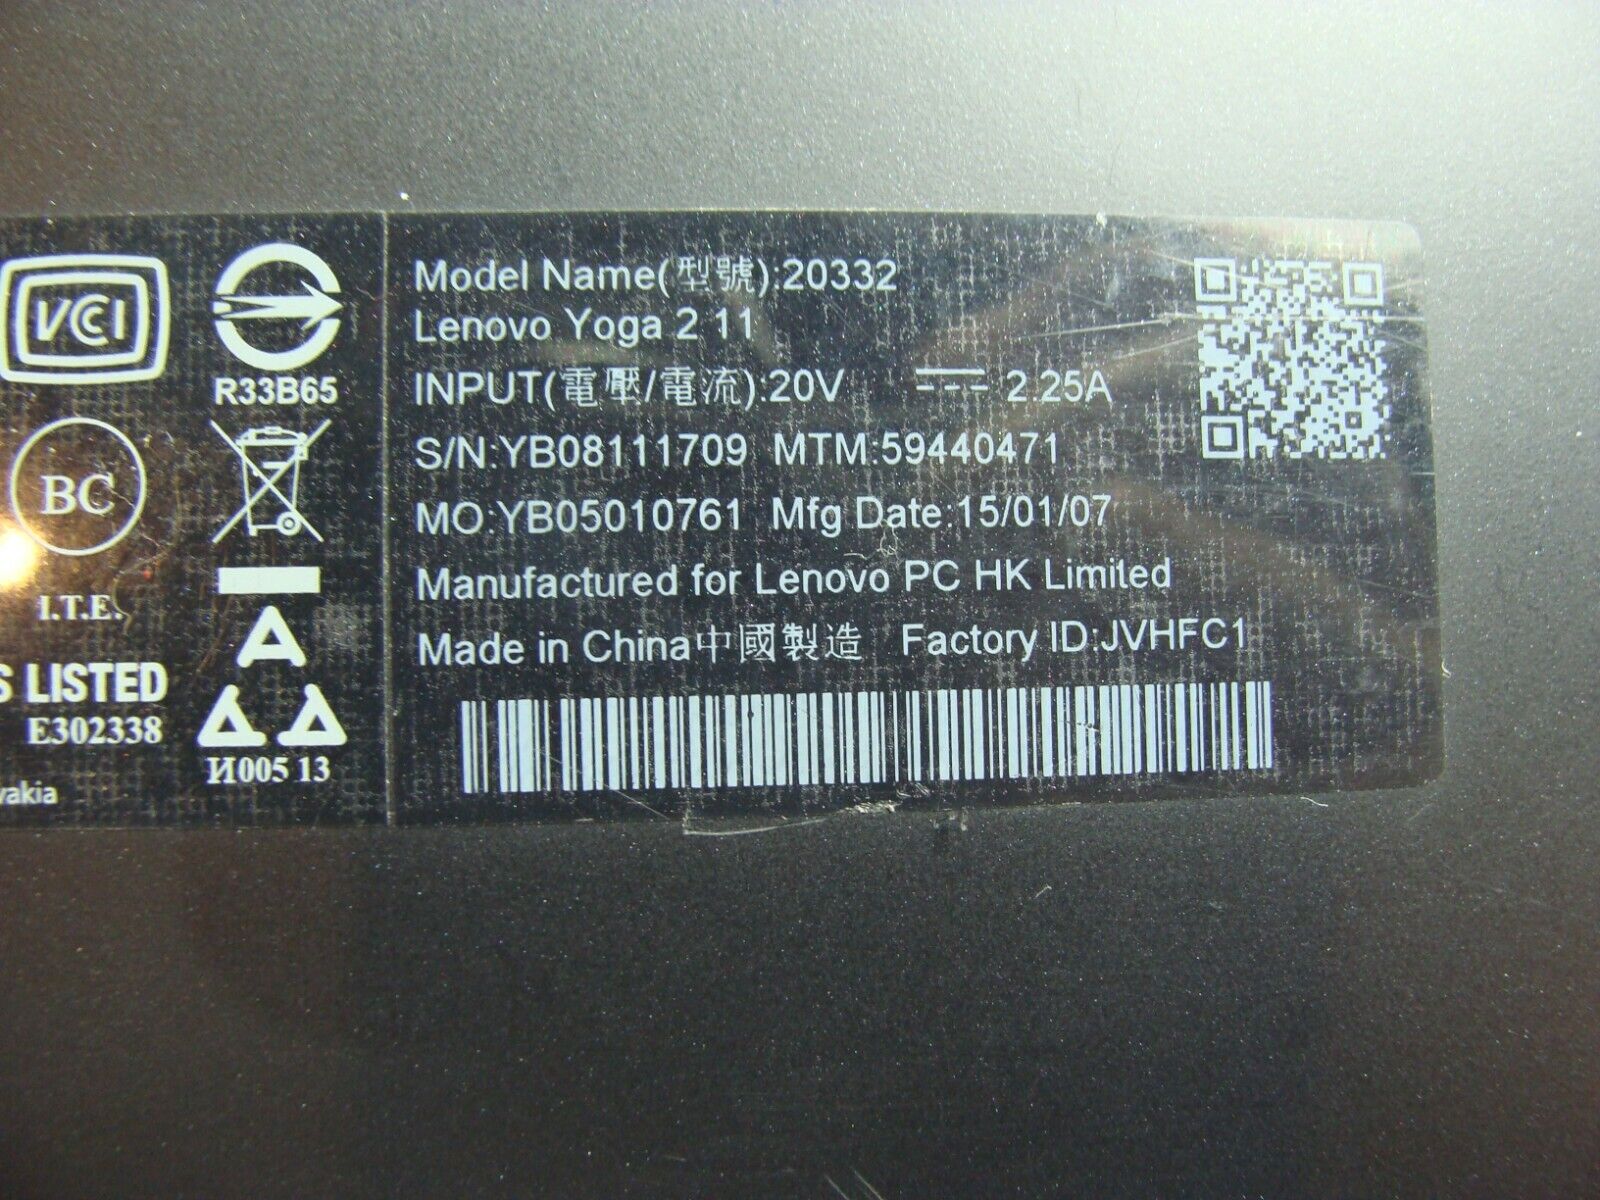 VCI
R33B65
BC
I.T.E.
S LISTED
E302338
И005 13
vakia
Model Name(型號):20332
Lenovo Yoga 2 11
INPUT(電壓/電流):20V ⎓ 2.25A
S/N:YB08111709 MTM:59440471
MO:YB05010761 Mfg Date:15/01/07
Manufactured for Lenovo PC HK Limited
Made in China中國製造 Factory ID:JVHFC1